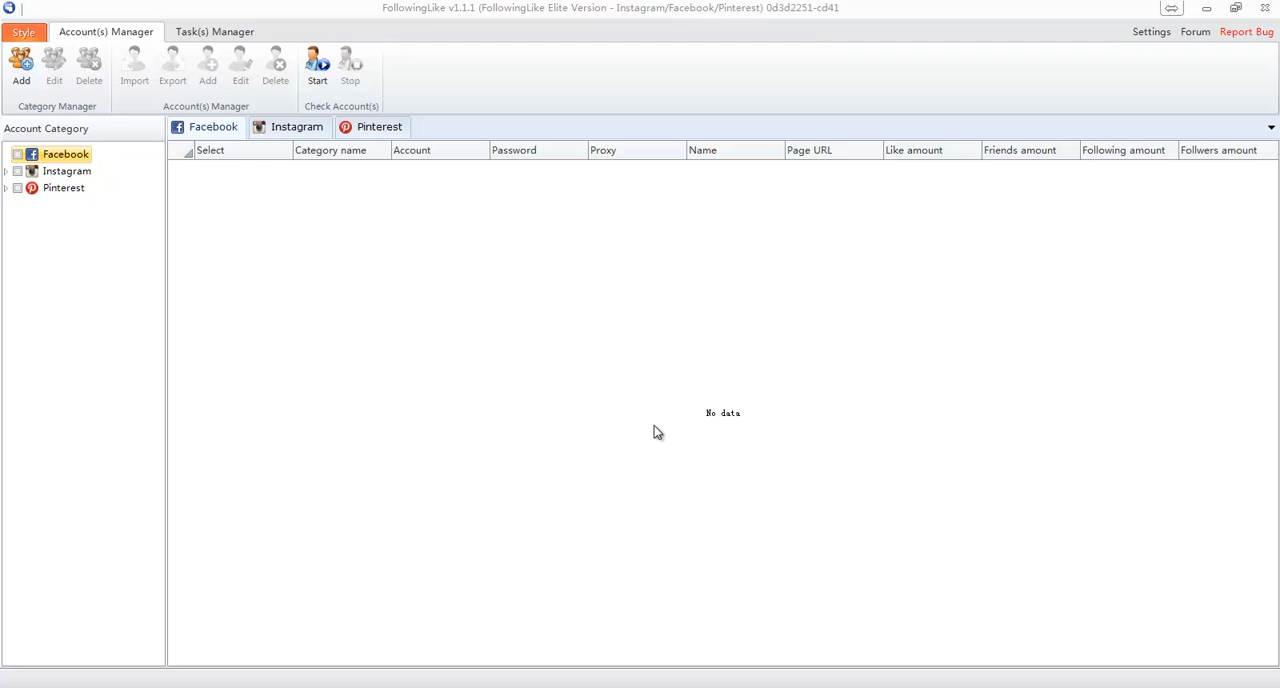 FollowingLike v1.1.1 (FollowingLike Elite Version - Instagram/Facebook/Pinterest) 0d3d2251-cd41
Style Account(s) Manager Task(s) Manager Settings Forum Report Bug
Add Edit Delete Import Export Add Edit Delete Start Stop
Category Manager Account(s) Manager Check Account(s)
Account Category Facebook Instagram Pinterest
Select Category name Account Password Proxy Name Page URL Like amount Friends amount Following amount Follwers amount
Facebook
Instagram
Pinterest
No data